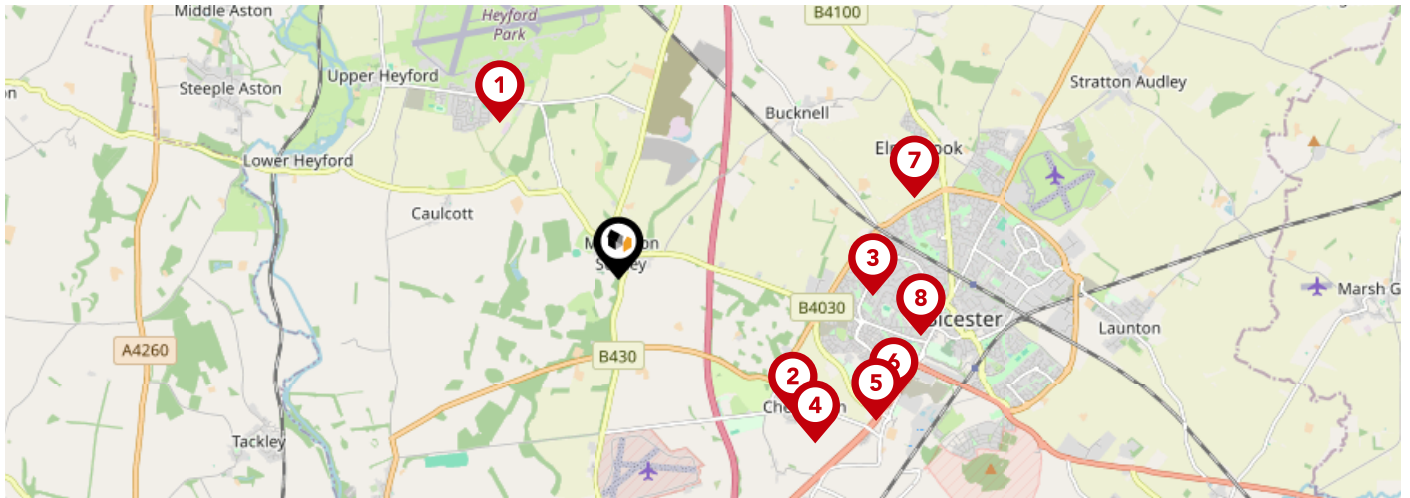 Middle Aston
Heyford
Park
B4100
Upper Heyford
1
Steeple Aston
Stratton Audley
Bucknell
7
Lower Heyford
Caulcott
3
8
B4030
Marsh G
Launton
A4260
B430
6
2
5
4
Tackley